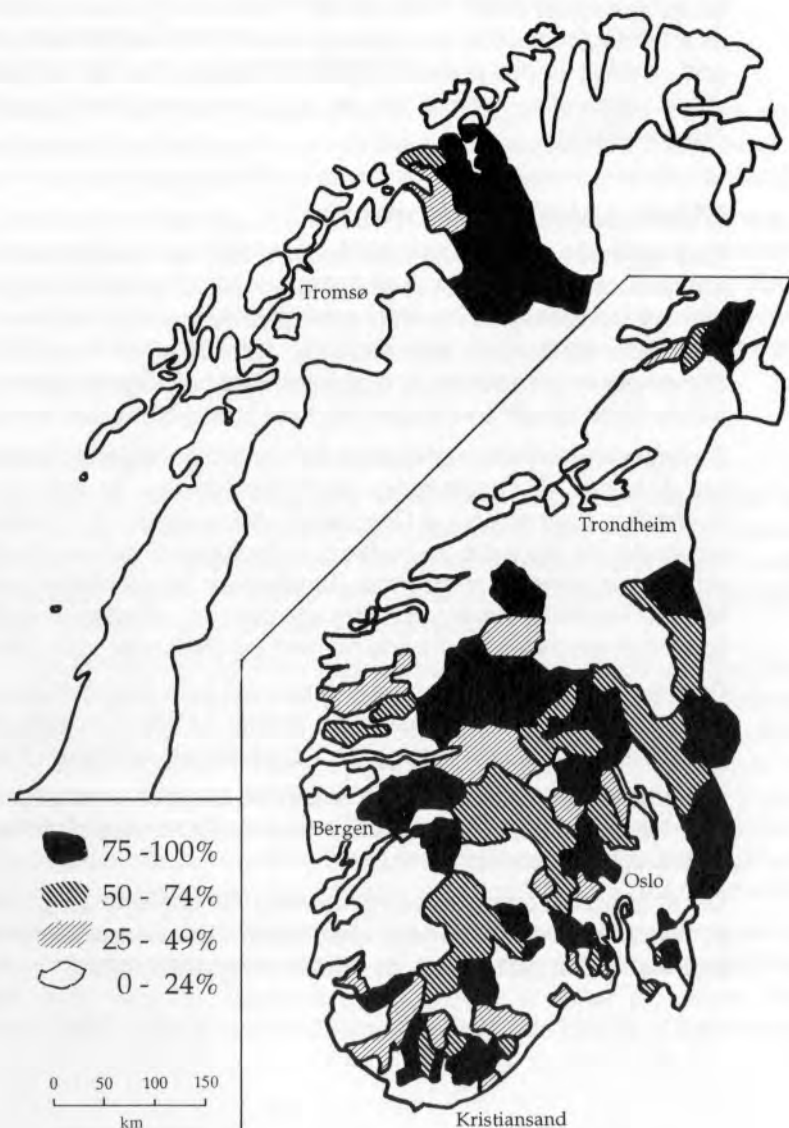 Tromsø
Trondheim
Bergen
Oslo
75 -100%
50 - 74%
25 - 49%
0 - 24%
0 50 100 150
km
Kristiansand